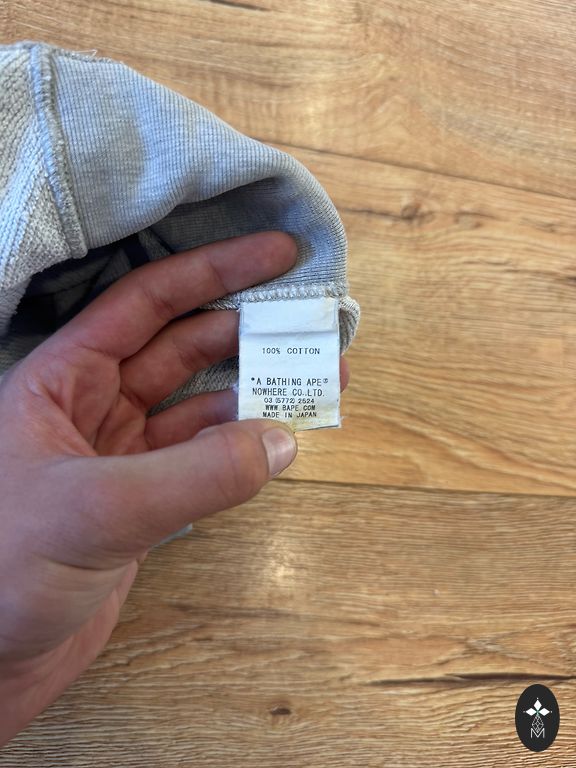 100% COTTON
*A BATHING APE®
NOWHERE CO.,LTD.
03 (5772) 2524
WWW.BAPE.COM
MADE IN JAPAN
M